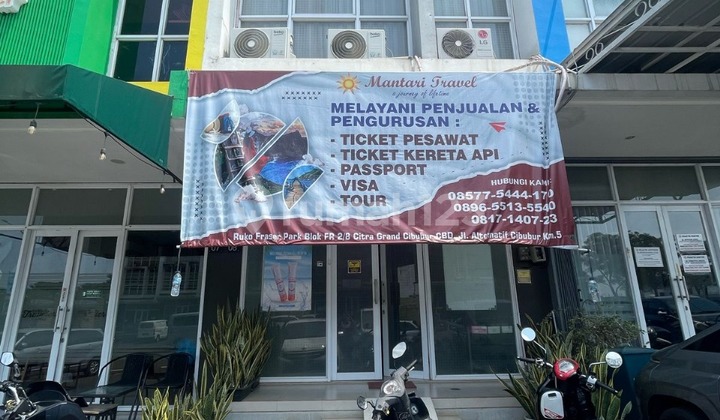 LG
Mantari Travel
a journey of lifetime
MELAYANI PENJUALAN &
PENGURUSAN :
- TICKET PESAWAT
- TICKET KERETA API
- PASSPORT
- VISA
- TOUR
HUBUNGI KAMI
08577-5444-170
0896-5513-5540
0817-1407-23
Ruko Fraser Park Blok FR 2/8 Citra Grand Cibubur CBD, Jl. Alternatif Cibubur Km.5
rumah123